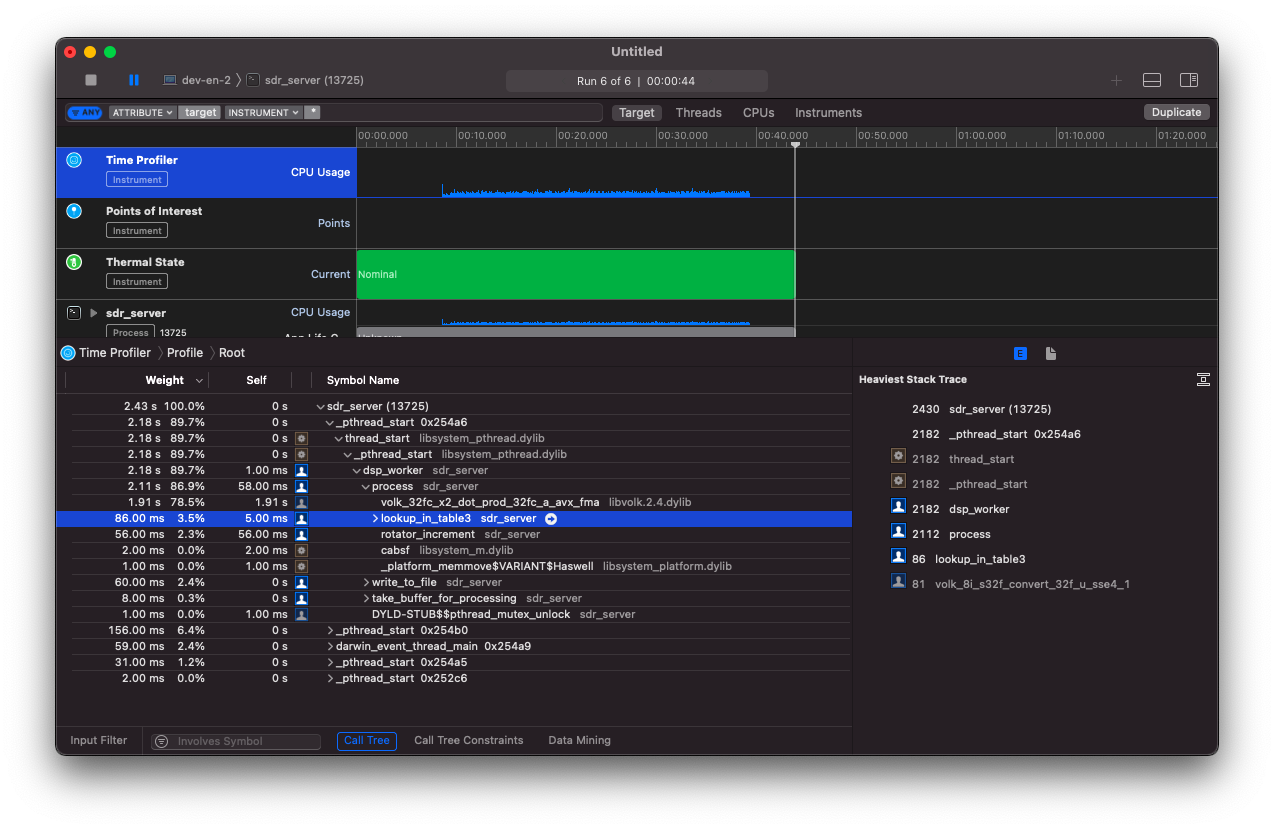 Untitled
dev-en-2 sdr_server (13725)
Run 6 of 6 | 00:00:44
ANY ATTRIBUTE target INSTRUMENT *
Target Threads CPUs Instruments
Duplicate
00:00.000 00:10.000 00:20.000 00:30.000 00:40.000 00:50.000 01:00.000 01:10.000 01:20.000
Time Profiler
Instrument
CPU Usage
Points of Interest
Instrument
Points
Thermal State
Instrument
Current
Nominal
sdr_server
CPU Usage
Process 13725
Time Profiler Profile Root
E
Weight Self Symbol Name
2.43 s 100.0% 0 s sdr_server (13725)
2.18 s 89.7% 0 s _pthread_start 0x254a6
2.18 s 89.7% 0 s thread_start libsystem_pthread.dylib
2.18 s 89.7% 0 s _pthread_start libsystem_pthread.dylib
2.18 s 89.7% 1.00 ms dsp_worker sdr_server
2.11 s 86.9% 58.00 ms process sdr_server
1.91 s 78.5% 1.91 s volk_32fc_x2_dot_prod_32fc_a_avx_fma libvolk.2.4.dylib
86.00 ms 3.5% 5.00 ms lookup_in_table3 sdr_server
56.00 ms 2.3% 56.00 ms rotator_increment sdr_server
2.00 ms 0.0% 2.00 ms cabsf libsystem_m.dylib
1.00 ms 0.0% 1.00 ms _platform_memmove$VARIANT$Haswell libsystem_platform.dylib
60.00 ms 2.4% 0 s write_to_file sdr_server
8.00 ms 0.3% 0 s take_buffer_for_processing sdr_server
1.00 ms 0.0% 1.00 ms DYLD-STUB$$pthread_mutex_unlock sdr_server
156.00 ms 6.4% 0 s _pthread_start 0x254b0
59.00 ms 2.4% 0 s darwin_event_thread_main 0x254a9
31.00 ms 1.2% 0 s _pthread_start 0x254a5
2.00 ms 0.0% 0 s _pthread_start 0x252c6
Heaviest Stack Trace
2430 sdr_server (13725)
2182 _pthread_start 0x254a6
2182 thread_start
2182 _pthread_start
2182 dsp_worker
2112 process
86 lookup_in_table3
81 volk_8i_s32f_convert_32f_u_sse4_1
Input Filter Involves Symbol Call Tree Call Tree Constraints Data Mining